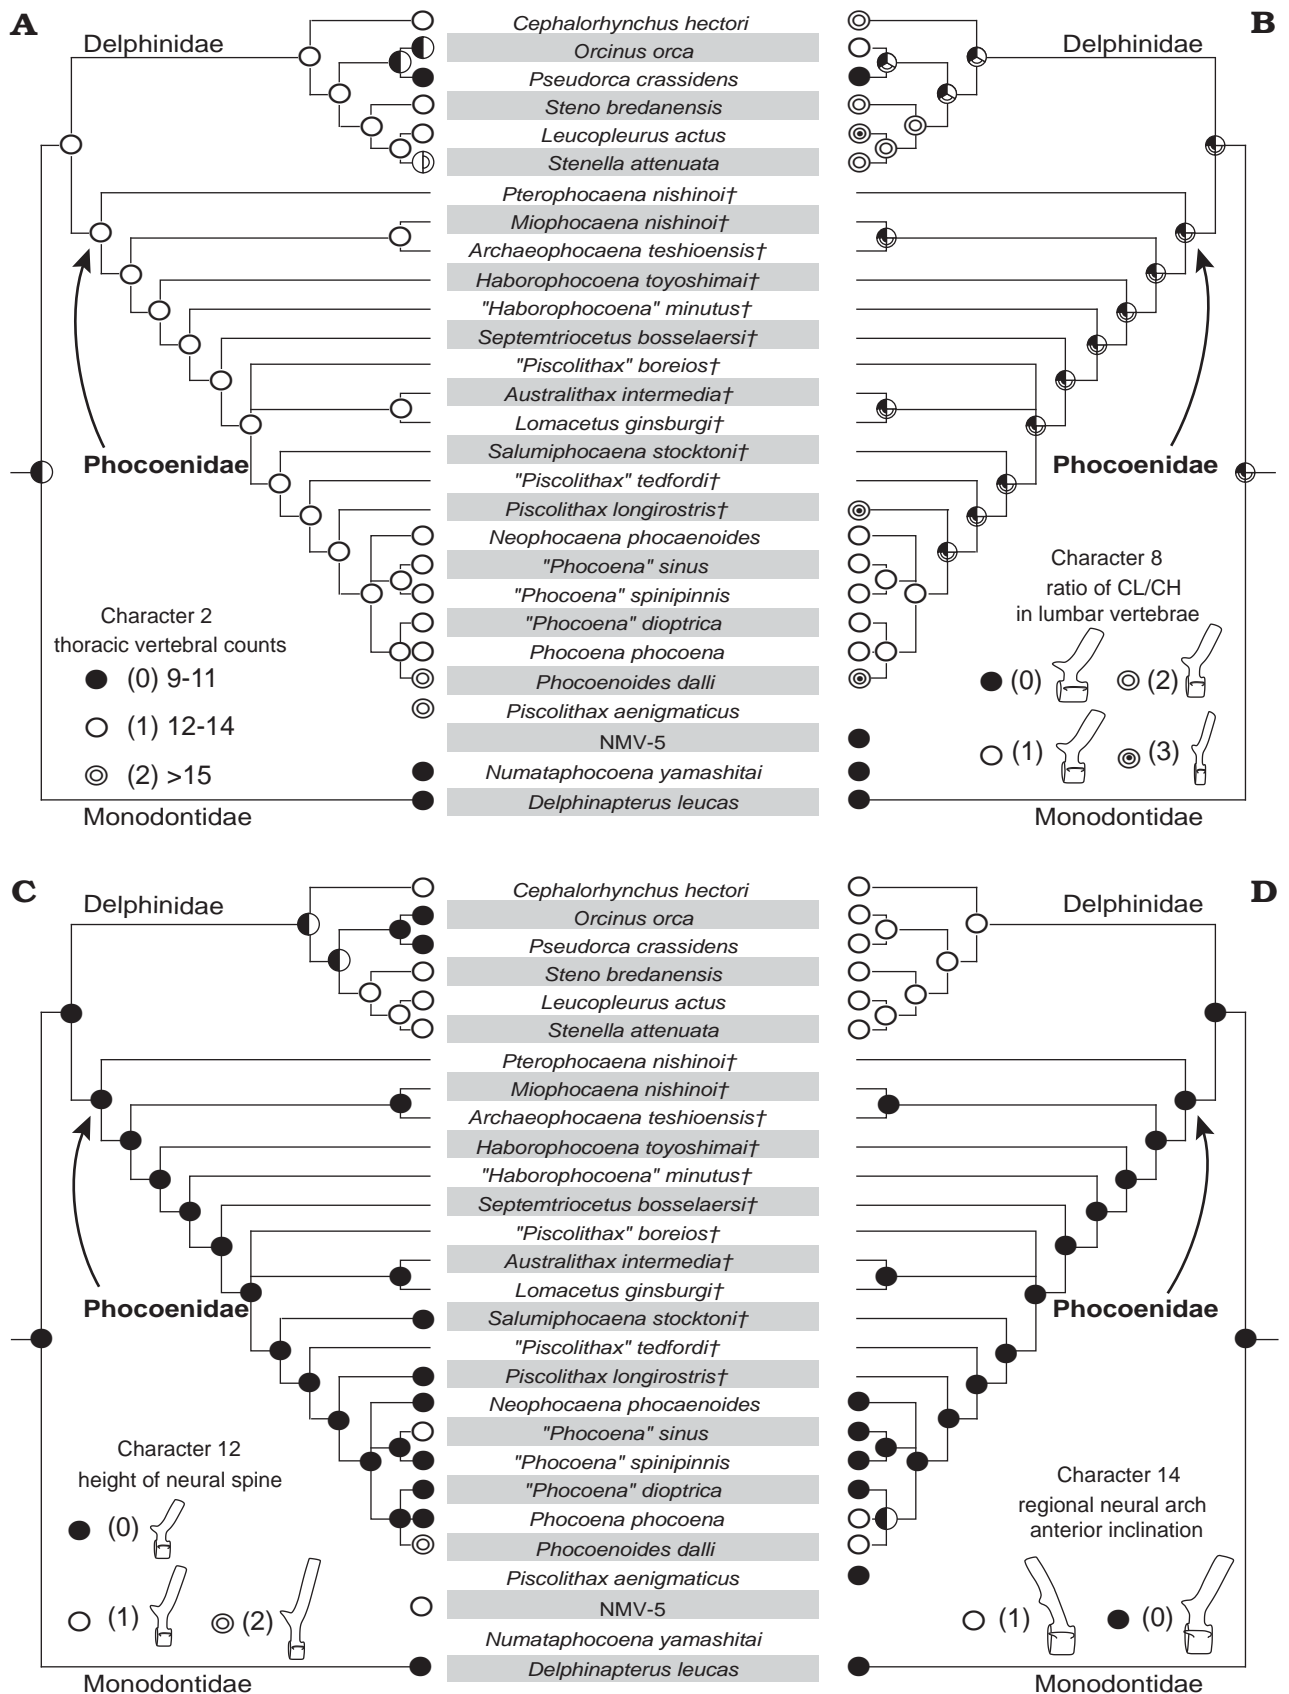 A
B
Delphinidae
Delphinidae
Cephalorhynchus hectori
Orcinus orca
Pseudorca crassidens
Steno bredanensis
Leucopleurus actus
Stenella attenuata
Pterophocaena nishinoi†
Miophocaena nishinoi†
Archaeophocaena teshioensis†
Haborophocoena toyoshimai†
"Haborophocoena" minutus†
Septemtriocetus bosselaersi†
"Piscolithax" boreios†
Australithax intermedia†
Lomacetus ginsburgi†
Salumiphocaena stocktoni†
"Piscolithax" tedfordi†
Piscolithax longirostris†
Neophocaena phocaenoides
"Phocoena" sinus
"Phocoena" spinipinnis
"Phocoena" dioptrica
Phocoena phocoena
Phocoenoides dalli
Piscolithax aenigmaticus
NMV-5
Numataphocoena yamashitai
Delphinapterus leucas
Phocoenidae
Phocoenidae
Character 2
thoracic vertebral counts
(0) 9-11
(1) 12-14
(2) >15
Character 8
ratio of CL/CH
in lumbar vertebrae
(0)
(2)
(1)
(3)
Monodontidae
Monodontidae
C
D
Delphinidae
Delphinidae
Cephalorhynchus hectori
Orcinus orca
Pseudorca crassidens
Steno bredanensis
Leucopleurus actus
Stenella attenuata
Pterophocaena nishinoi†
Miophocaena nishinoi†
Archaeophocaena teshioensis†
Haborophocoena toyoshimai†
"Haborophocoena" minutus†
Septemtriocetus bosselaersi†
"Piscolithax" boreios†
Australithax intermedia†
Lomacetus ginsburgi†
Salumiphocaena stocktoni†
"Piscolithax" tedfordi†
Piscolithax longirostris†
Neophocaena phocaenoides
"Phocoena" sinus
"Phocoena" spinipinnis
"Phocoena" dioptrica
Phocoena phocoena
Phocoenoides dalli
Piscolithax aenigmaticus
NMV-5
Numataphocoena yamashitai
Delphinapterus leucas
Phocoenidae
Phocoenidae
Character 12
height of neural spine
(0)
(1)
(2)
Character 14
regional neural arch
anterior inclination
(1)
(0)
Monodontidae
Monodontidae